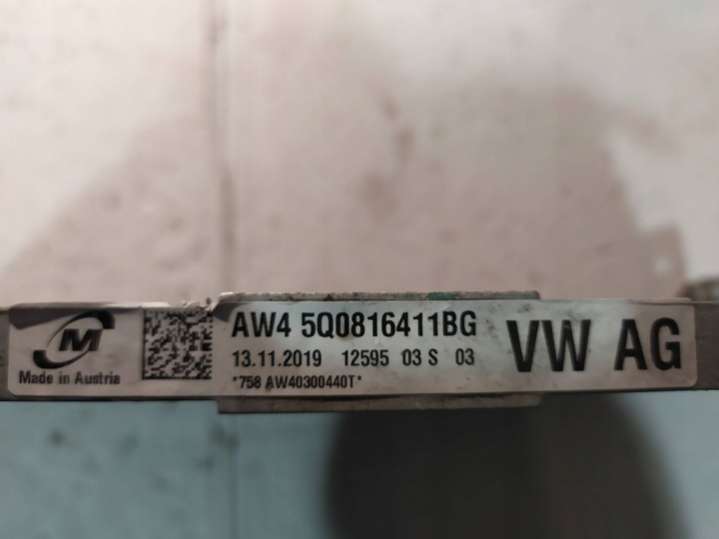 M
Made in Austria
AW4 5Q0816411BG
13.11.2019 12595 03 S 03
*758 AW40300440T*
VW AG